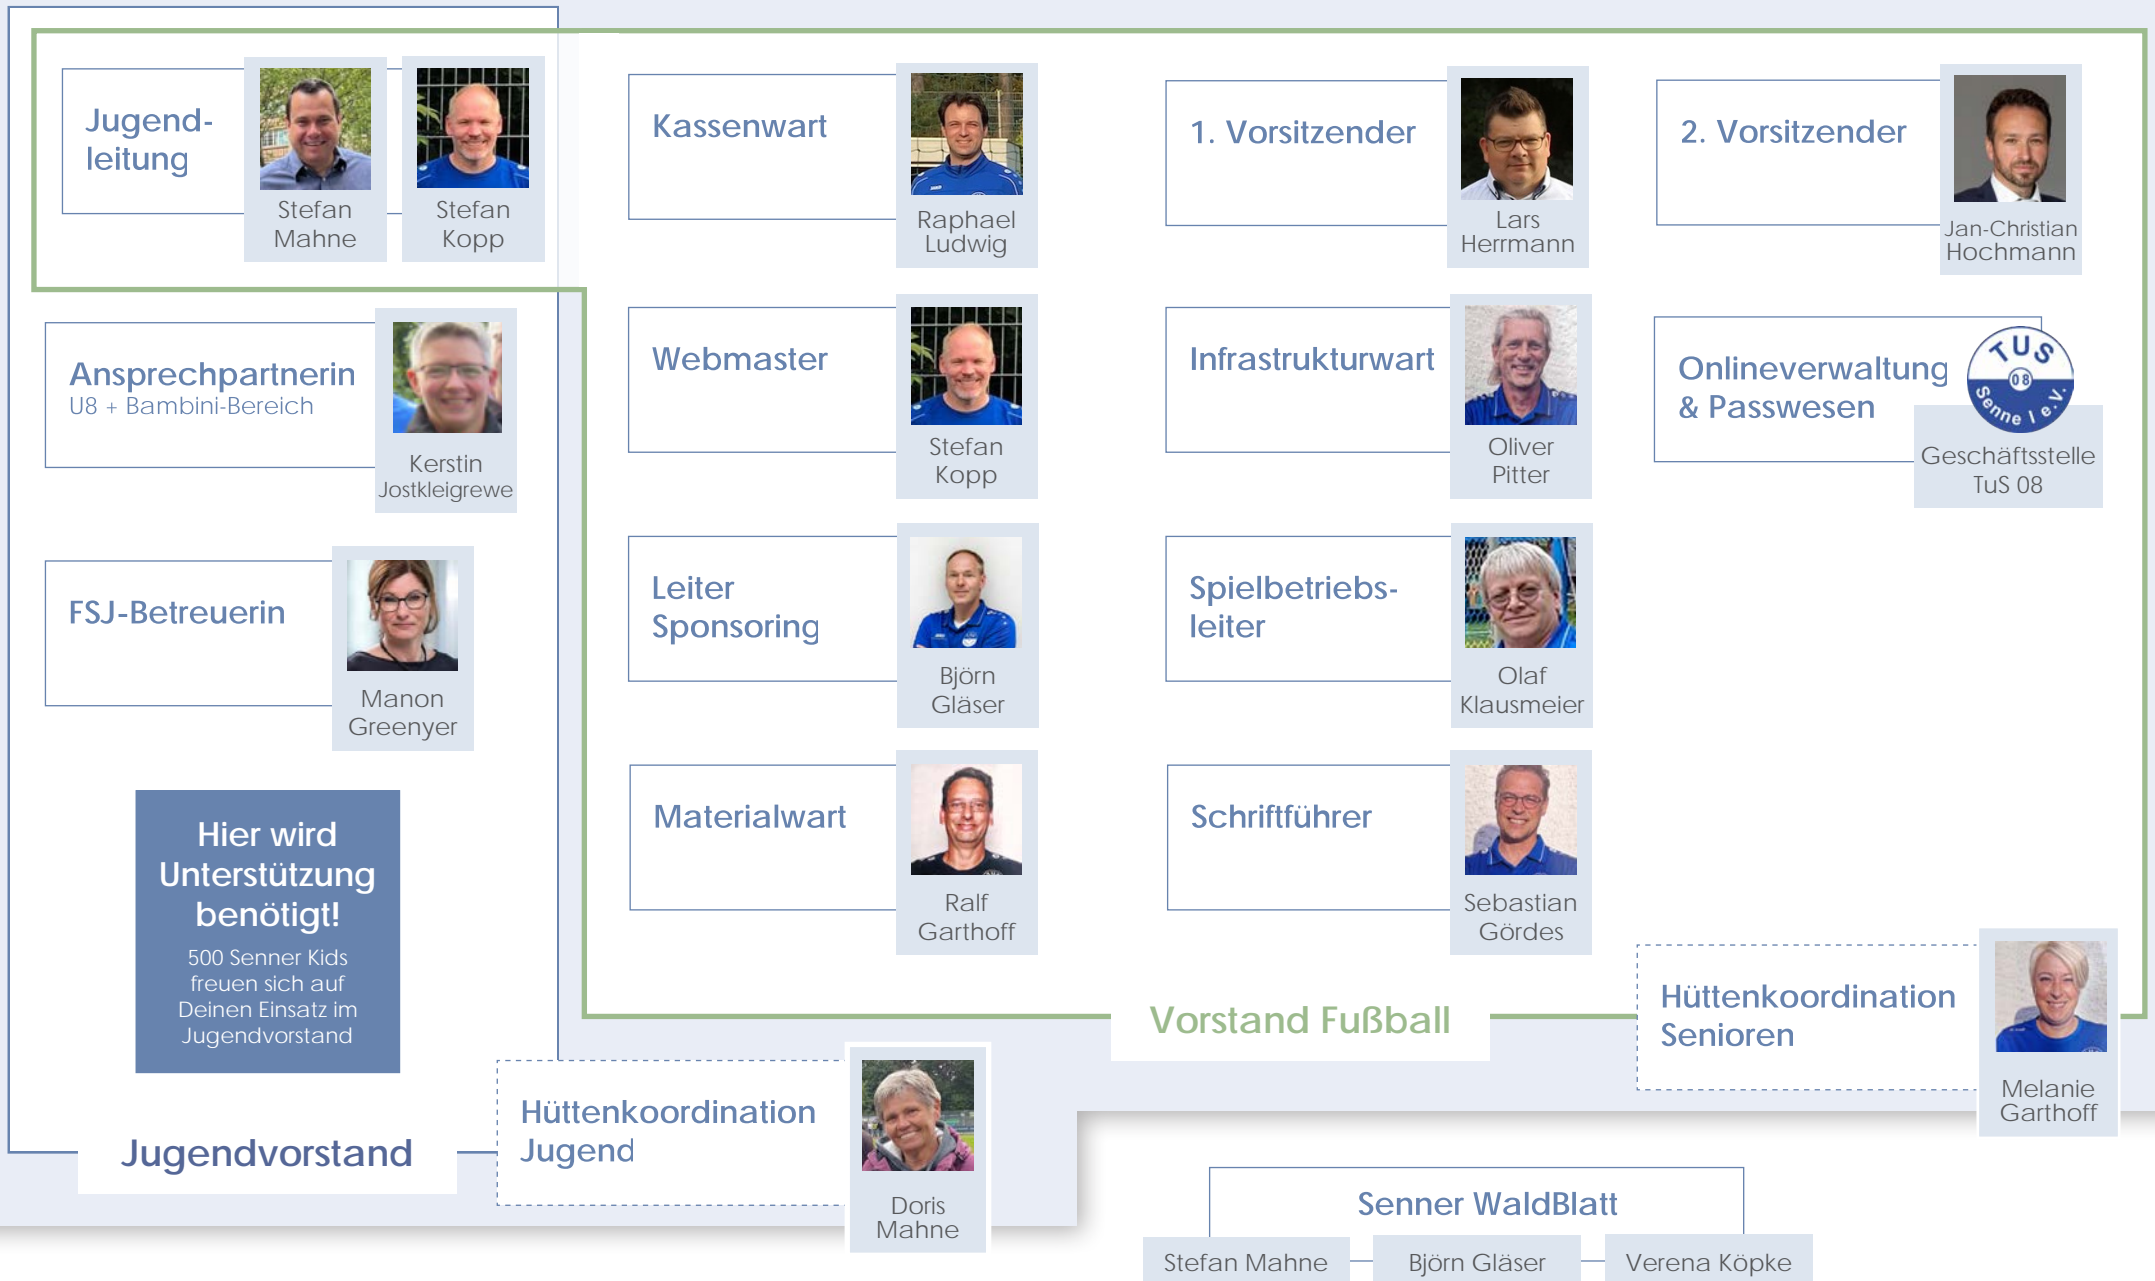 Jugend-
leitung
Stefan
Mahne
Stefan
Kopp
Kassenwart
Raphael
Ludwig
1. Vorsitzender
Lars
Herrmann
2. Vorsitzender
Jan-Christian
Hochmann
Ansprechpartnerin
U8 + Bambini-Bereich
Kerstin
Jostkleigrewe
Webmaster
Stefan
Kopp
Infrastrukturwart
Oliver
Pitter
Onlineverwaltung
& Passwesen
TUS
08
Senne I e.V.
Geschäftsstelle
TuS 08
FSJ-Betreuerin
Manon
Greenyer
Leiter
Sponsoring
Björn
Gläser
Spielbetriebs-
leiter
Olaf
Klausmeier
Hier wird
Unterstützung
benötigt!
500 Senner Kids
freuen sich auf
Deinen Einsatz im
Jugendvorstand
Materialwart
Ralf
Garthoff
Schriftführer
Sebastian
Gördes
Vorstand Fußball
Hüttenkoordination
Senioren
Melanie
Garthoff
Jugendvorstand
Hüttenkoordination
Jugend
Doris
Mahne
Senner WaldBlatt
Stefan Mahne
Björn Gläser
Verena Köpke